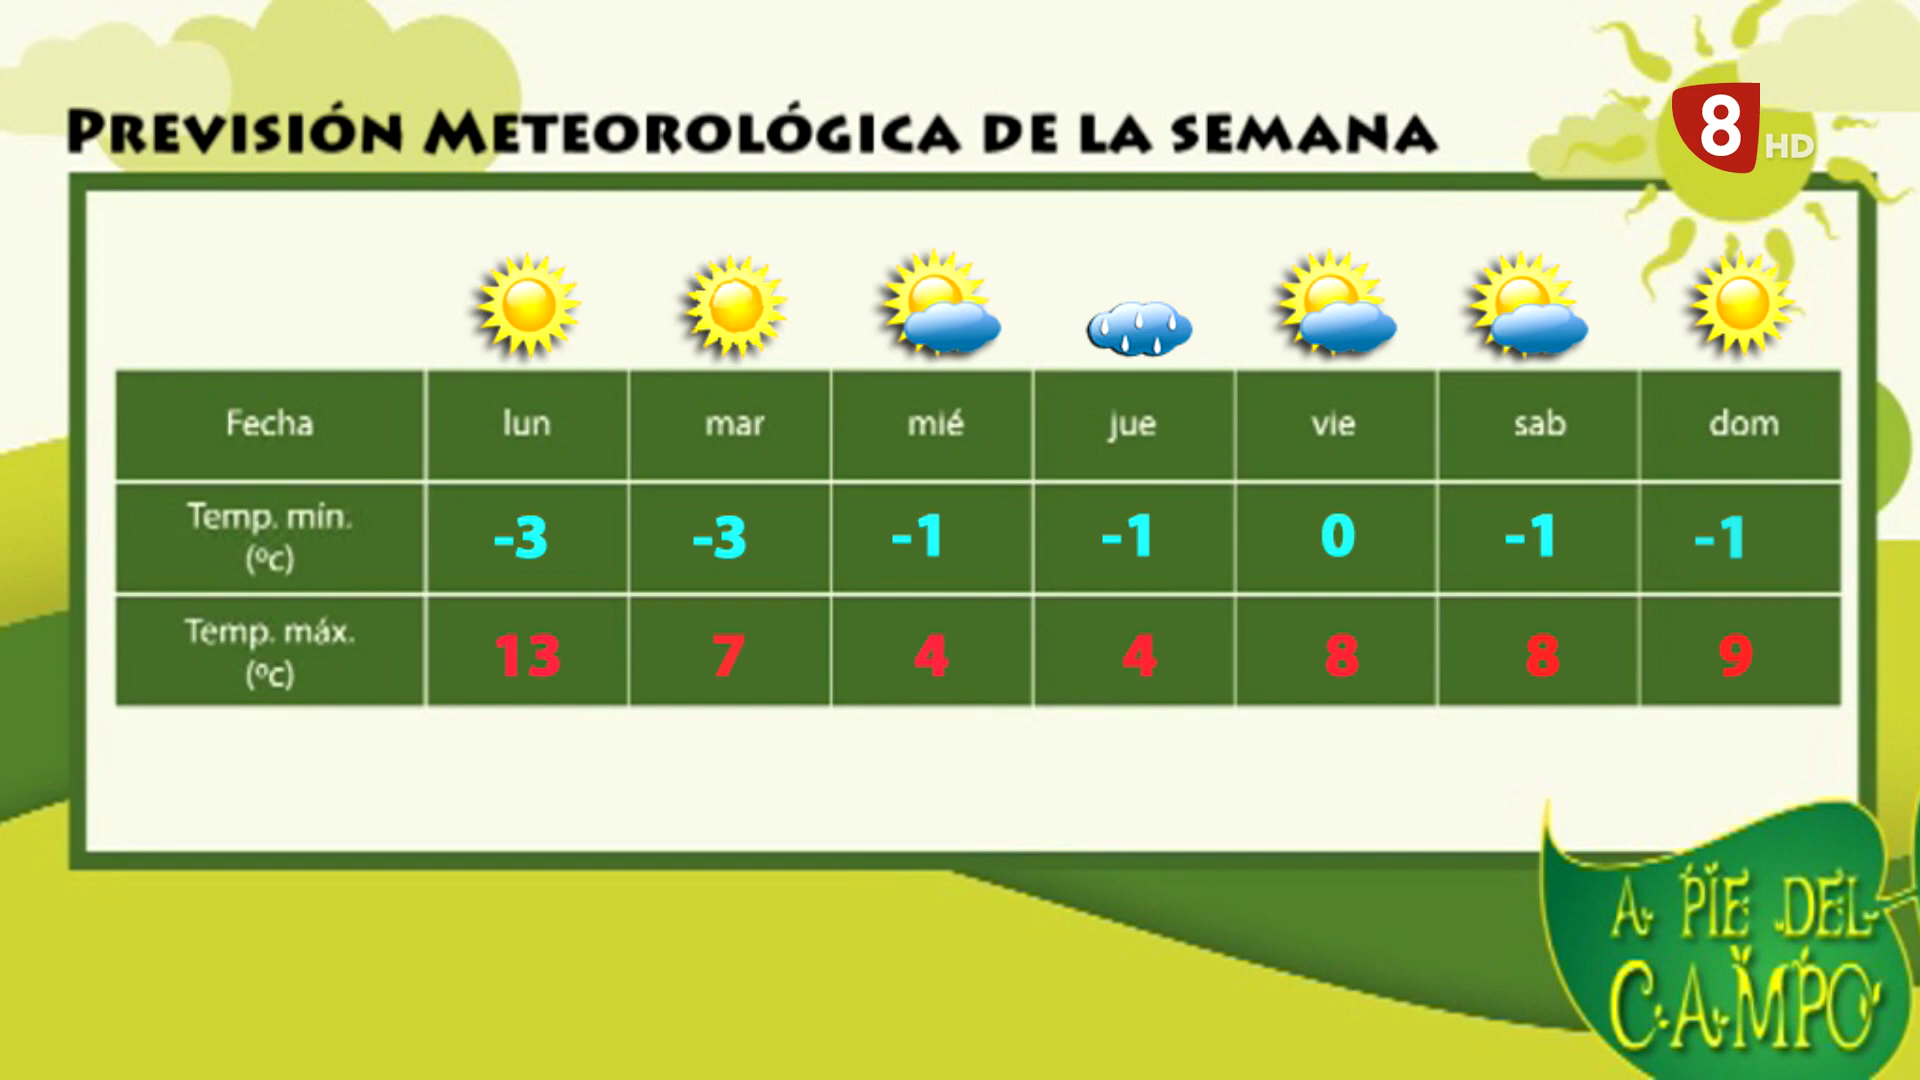 PREVISIÓN METEOROLÓGICA DE LA SEMANA
8 HD
Fecha lun mar mié jue vie sab dom
Temp. mín. (ºc) -3 -3 -1 -1 0 -1 -1
Temp. máx. (ºc) 13 7 4 4 8 8 9
A PIE DEL
CAMPO